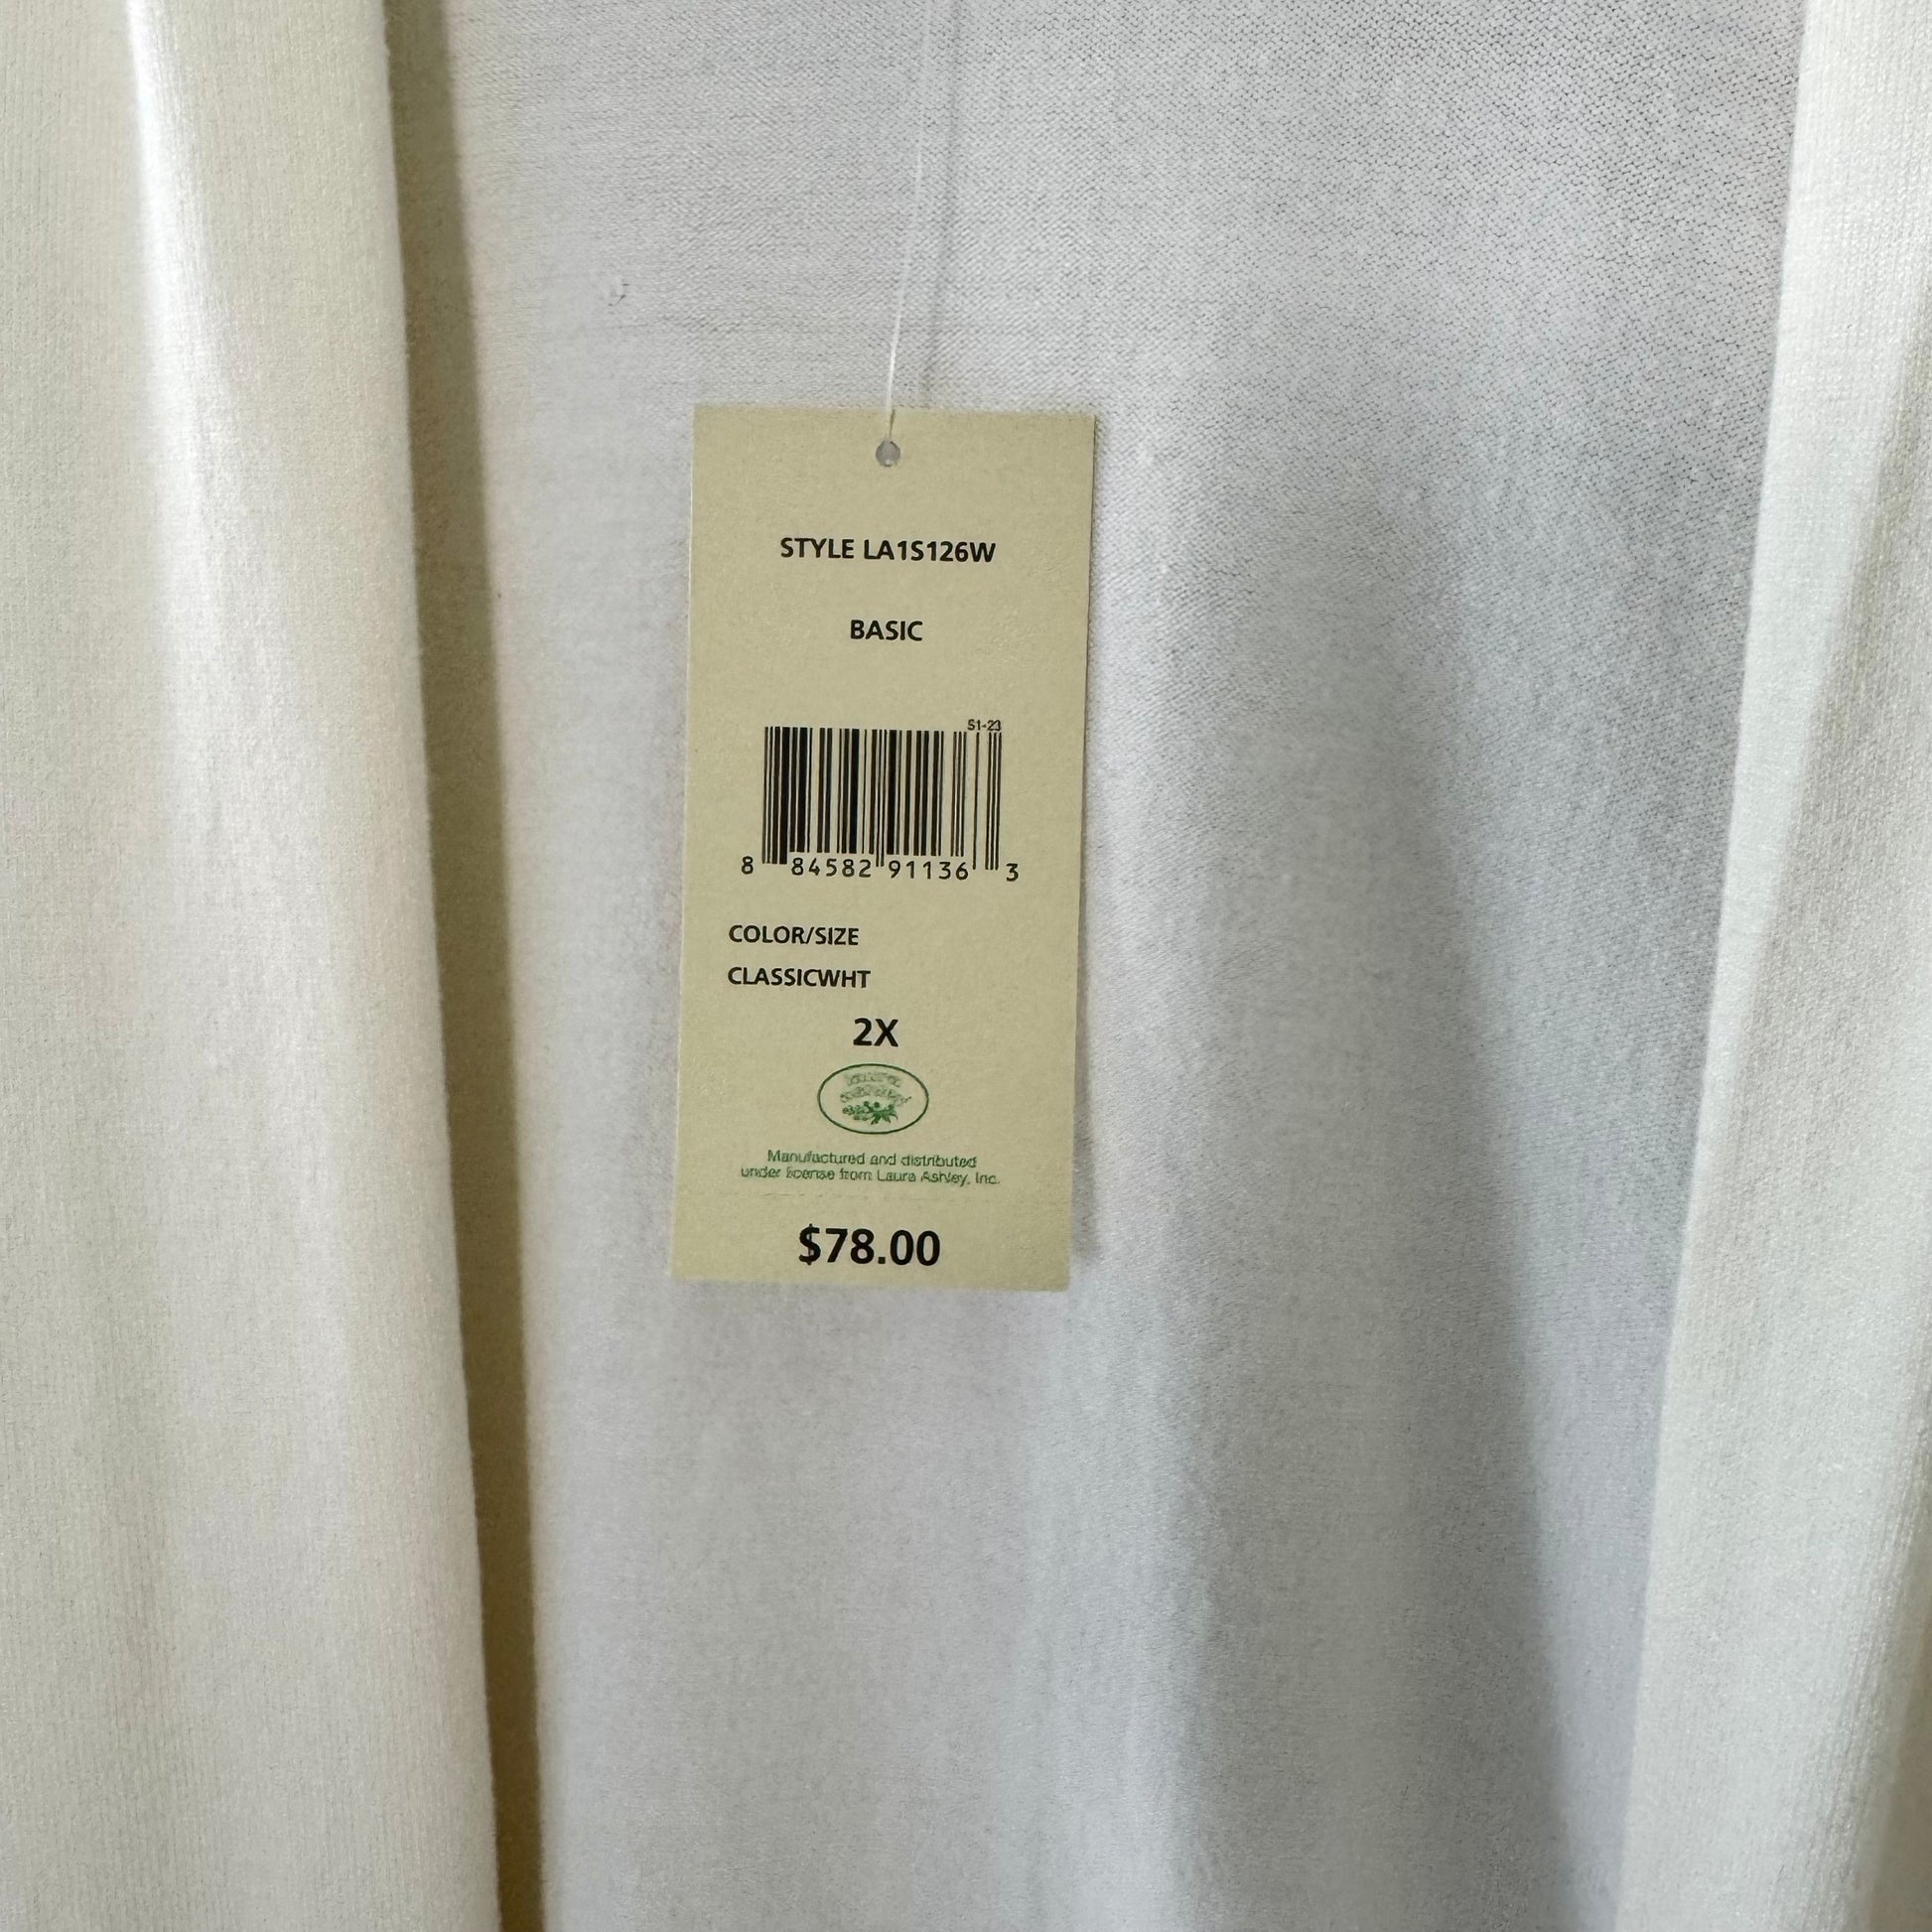 STYLE LA1S126W
BASIC
S1-23
8 84582 91136 3
COLOR/SIZE
CLASSICWHT
2X
Manufactured and distributed
under license from Laura Ashley, Inc.
$78.00